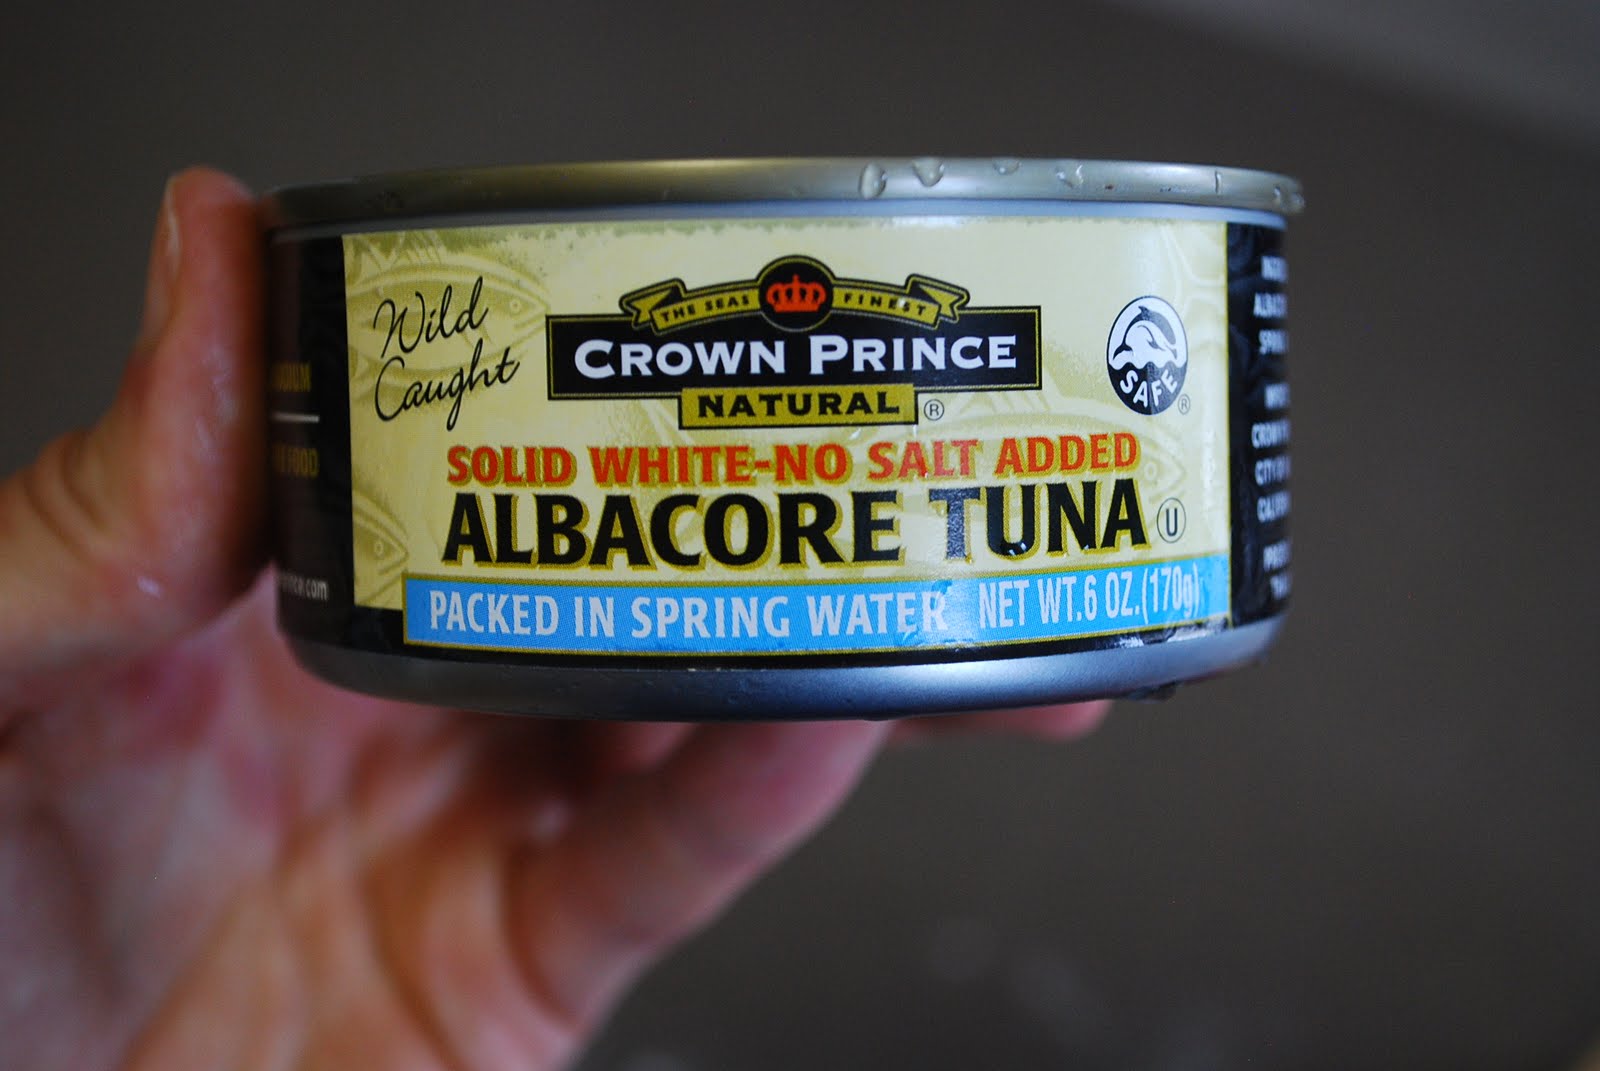 Wild
Caught
THE SEAS FINEST
CROWN PRINCE
NATURAL ®
SAFE ®
SOLID WHITE-NO SALT ADDED
ALBACORE TUNA U
PACKED IN SPRING WATER NET WT.6 OZ.(170g)